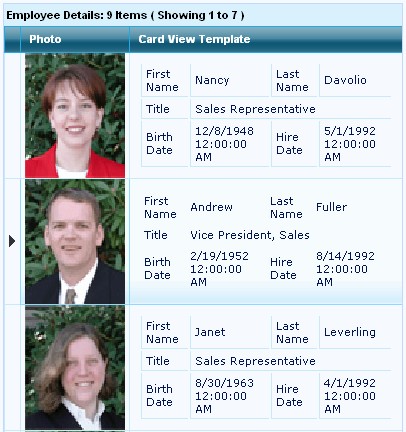 Employee Details: 9 Items ( Showing 1 to 7 )
Photo Card View Template
First Name Nancy Last Name Davolio
Title Sales Representative
Birth Date 12/8/1948 12:00:00 AM Hire Date 5/1/1992 12:00:00 AM
First Name Andrew Last Name Fuller
Title Vice President, Sales
Birth Date 2/19/1952 12:00:00 AM Hire Date 8/14/1992 12:00:00 AM
First Name Janet Last Name Leverling
Title Sales Representative
Birth Date 8/30/1963 12:00:00 AM Hire Date 4/1/1992 12:00:00 AM